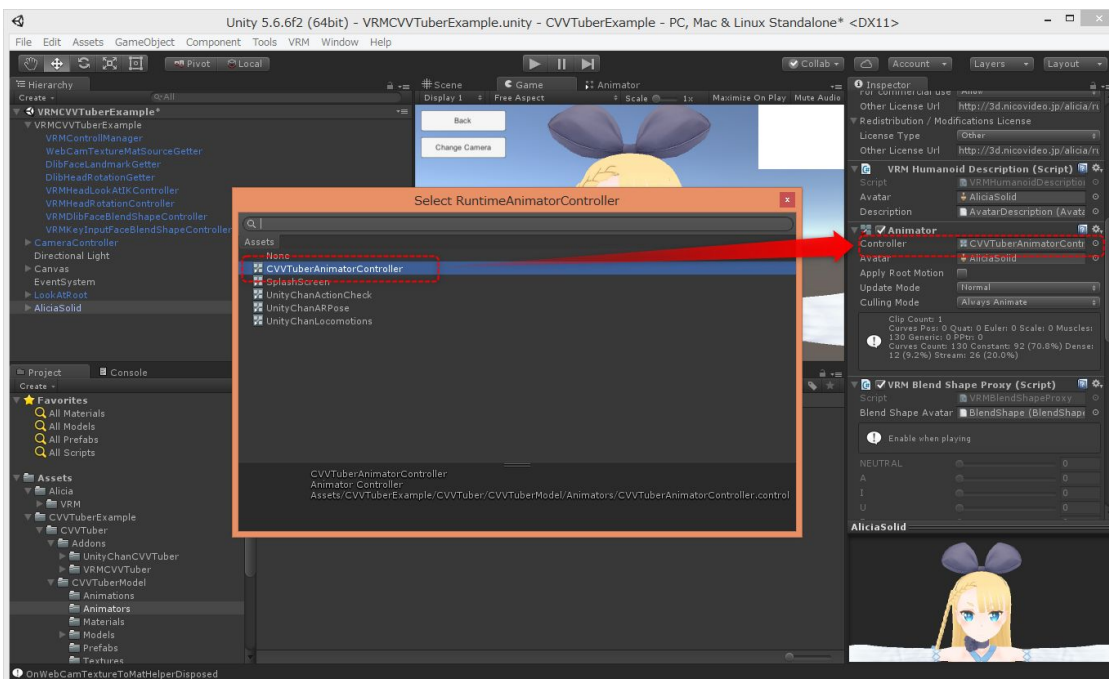 Unity 5.6.6f2 (64bit) - VRMCVVTuberExample.unity - CVVTuberExample - PC, Mac & Linux Standalone* <DX11>
File Edit Assets GameObject Component Tools VRM Window Help
Pivot Local Collab Account Layers Layout
Hierarchy
Create All
VRMCVVTuberExample*
VRMCVVTuberExample
VRMControllManager
WebCamTextureMatSourceGetter
DlibFaceLandmarkGetter
DlibHeadRotationGetter
VRMHeadLookAtIKController
VRMHeadRotationController
VRMDlibFaceBlendShapeController
VRMKeyInputFaceBlendShapeController
CameraController
Directional Light
Canvas
EventSystem
LookAtRoot
AliciaSolid
Scene Game Animator
Display 1 Free Aspect Scale 1x Maximize On Play Mute Audio
Back
Change Camera
Select RuntimeAnimatorController
Assets
None
CVVTuberAnimatorController
SplashScreen
UnityChanActionCheck
UnityChanARPose
UnityChanLocomotions
CVVTuberAnimatorController
Animator Controller
Assets/CVVTuberExample/CVVTuber/CVVTuberModel/Animators/CVVTuberAnimatorController.control
Project Console
Create
Favorites
All Materials
All Models
All Prefabs
All Scripts
Assets
Alicia
VRM
CVVTuberExample
CVVTuber
Addons
UnityChanCVVTuber
VRMCVVTuber
CVVTuberModel
Animations
Animators
Materials
Models
Prefabs
Textures
OnWebCamTextureToMatHelperDisposed
Inspector
For Commercial Use Allow
Other License Url http://3d.nicovideo.jp/alicia/ru
Redistribution / Modifications License
License Type Other
Other License Url http://3d.nicovideo.jp/alicia/ru
VRM Humanoid Description (Script)
Script VRMHumanoidDescriptio
Avatar AliciaSolid
Description AvatarDescription (Avata
Animator
Controller CVVTuberAnimatorContr
Avatar AliciaSolid
Apply Root Motion
Update Mode Normal
Culling Mode Always Animate
Clip Count: 1
Curves Pos: 0 Quat: 0 Euler: 0 Scale: 0 Muscles:
130 Generic: 0 PPtr: 0
Curves Count: 130 Constant: 92 (70.8%) Dense:
12 (9.2%) Stream: 26 (20.0%)
VRM Blend Shape Proxy (Script)
Script VRMBlendShapeProxy
Blend Shape Avatar BlendShape (BlendShape
Enable when playing
NEUTRAL 0
A 0
I 0
U 0
AliciaSolid